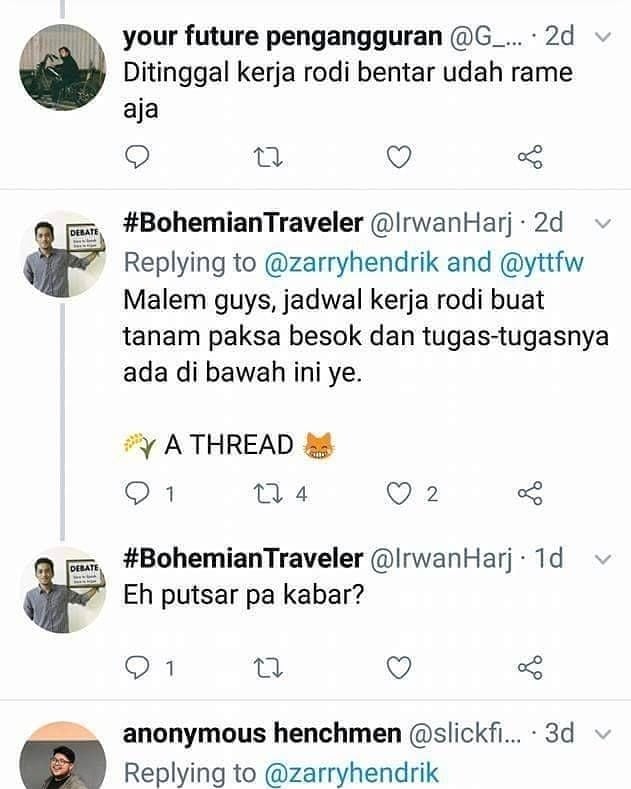 your future pengangguran @G_... · 2d
Ditinggal kerja rodi bentar udah rame
aja
#BohemianTraveler @IrwanHarj · 2d
Replying to @zarryhendrik and @yttfw
Malem guys, jadwal kerja rodi buat
tanam paksa besok dan tugas-tugasnya
ada di bawah ini ye.
🌾 A THREAD 😹
1 4 2
#BohemianTraveler @IrwanHarj · 1d
Eh putsar pa kabar?
1
anonymous henchmen @slickfi... · 3d
Replying to @zarryhendrik
DEBATE
DEBATE